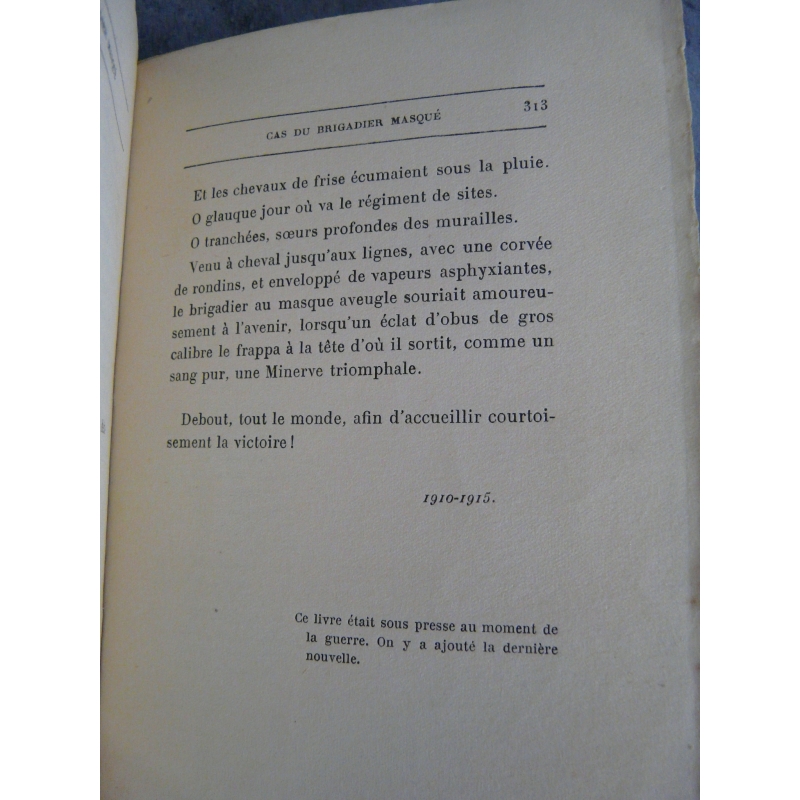 CAS DU BRIGADIER MASQUÉ 313
Et les chevaux de frise écumaient sous la pluie.
O glauque jour où va le régiment de sites.
O tranchées, sœurs profondes des murailles.
Venu à cheval jusqu'aux lignes, avec une corvée
de rondins, et enveloppé de vapeurs asphyxiantes,
le brigadier au masque aveugle souriait amoureu-
sement à l'avenir, lorsqu'un éclat d'obus de gros
calibre le frappa à la tête d'où il sortit, comme un
sang pur, une Minerve triomphale.
Debout, tout le monde, afin d'accueillir courtoi-
sement la victoire !
1910-1915.
Ce livre était sous presse au moment de
la guerre. On y a ajouté la dernière
nouvelle.